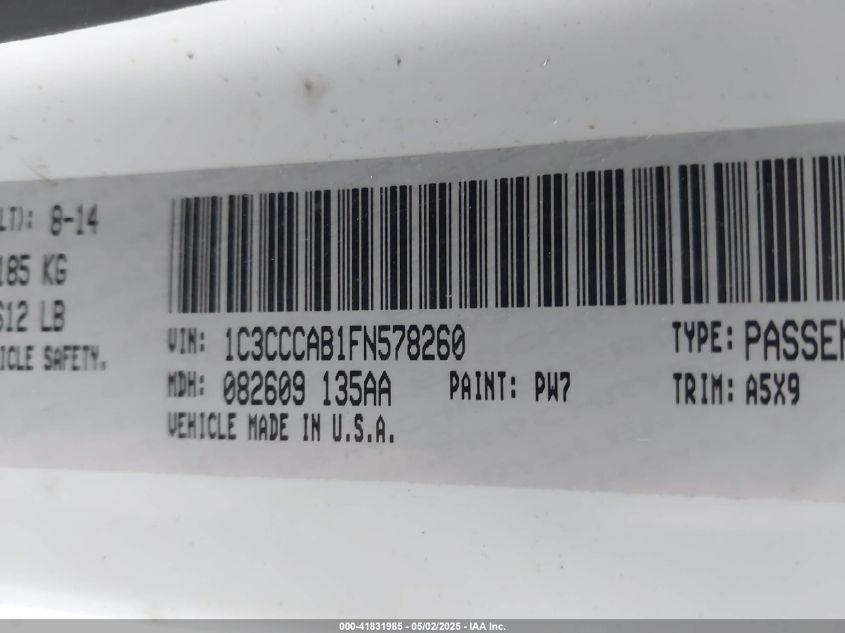 LT): 8-14
185 KG
612 LB
ICLE SAFETY.
VIN: 1C3CCCAB1FN578260 TYPE: PASSEN
MDH: 082609 135AA PAINT: PW7 TRIM: A5X9
VEHICLE MADE IN U.S.A.
000-41831985 - 05/02/2025 - IAA Inc.